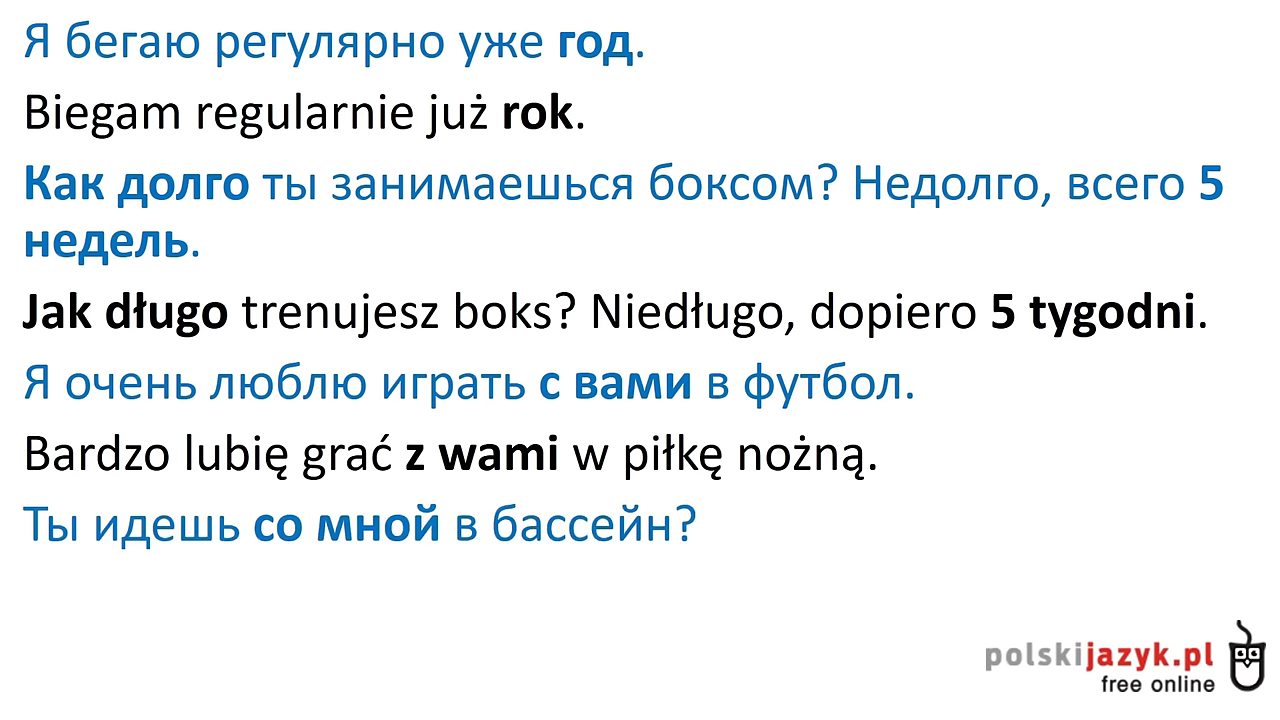 Я бегаю регулярно уже год.
Biegam regularnie już rok.
Как долго ты занимаешься боксом? Недолго, всего 5
недель.
Jak długo trenujesz boks? Niedługo, dopiero 5 tygodni.
Я очень люблю играть с вами в футбол.
Bardzo lubię grać z wami w piłkę nożną.
Ты идешь со мной в бассейн?
polskijazyk.pl
free online